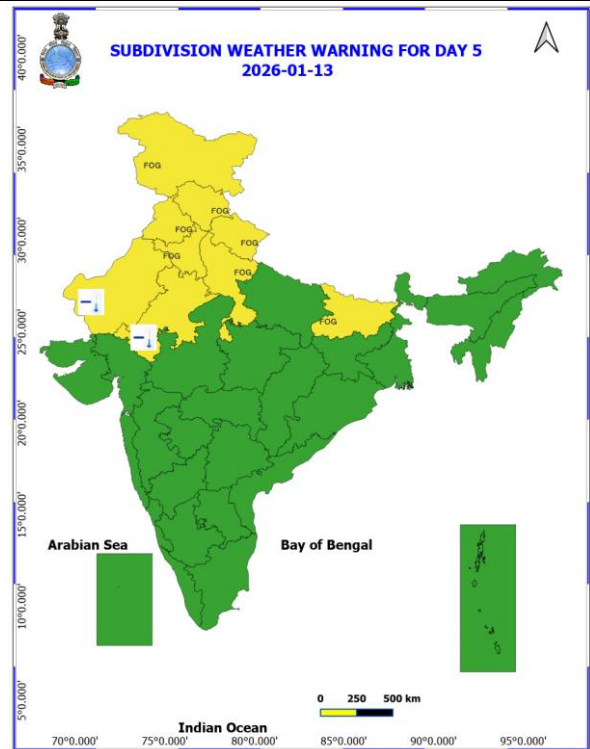 SUBDIVISION WEATHER WARNING FOR DAY 5
2026-01-13
40°0.000'
35°0.000'
30°0.000'
25°0.000'
20°0.000'
15°0.000'
10°0.000'
5°0.000'
FOG
FOG
FOG
FOG
FOG
FOG
FOG
Arabian Sea
Bay of Bengal
0 250 500 km
Indian Ocean
70°0.000' 75°0.000' 80°0.000' 85°0.000' 90°0.000' 95°0.000'